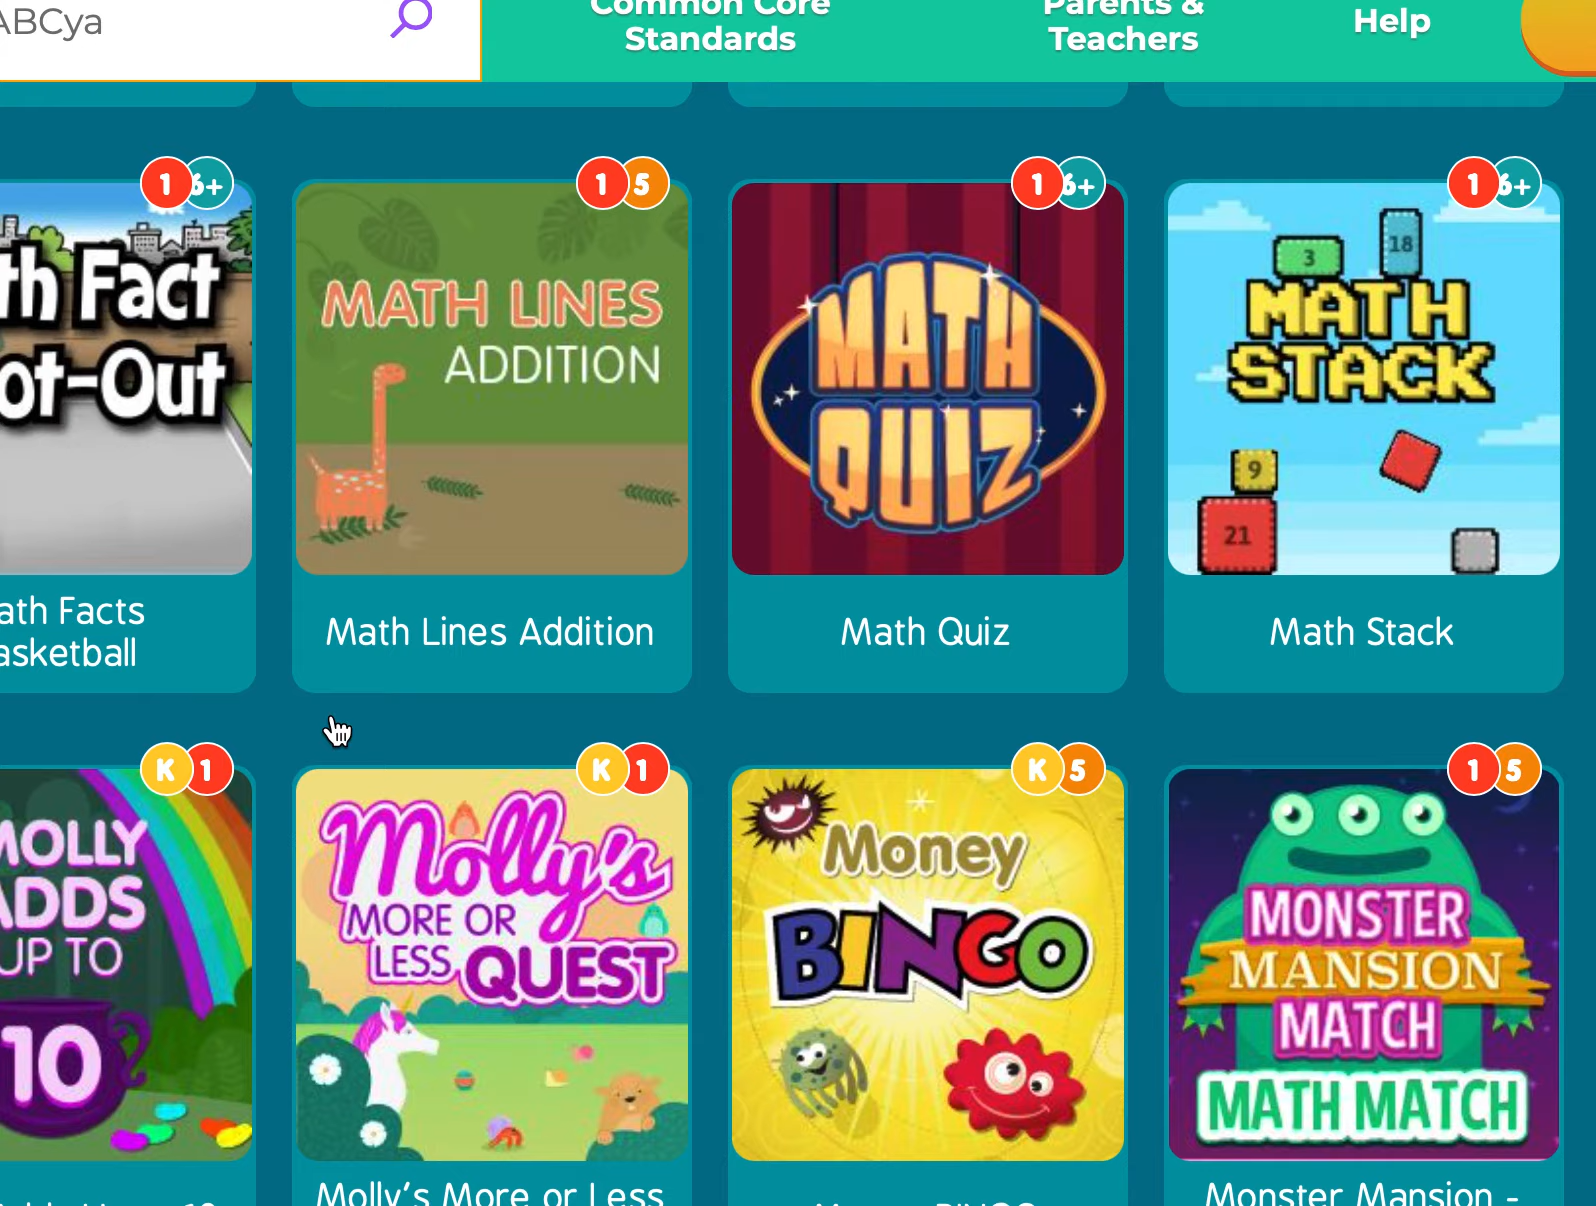 ABCya
Common Core
Standards
Parents &
Teachers
Help
1 6+
th Fact
ot-Out
ath Facts
asketball
1 5
MATH LINES
ADDITION
Math Lines Addition
1 6+
MATH
QUIZ
Math Quiz
1 6+
3
18
MATH
STACK
9
21
Math Stack
K 1
MOLLY
ADDS
UP TO
10
K 1
Molly's
MORE OR
LESS QUEST
Molly's More or Less
K 5
Money
BINGO
Money BINGO
1 5
MONSTER
MANSION
MATCH
MATH MATCH
Monster Mansion -